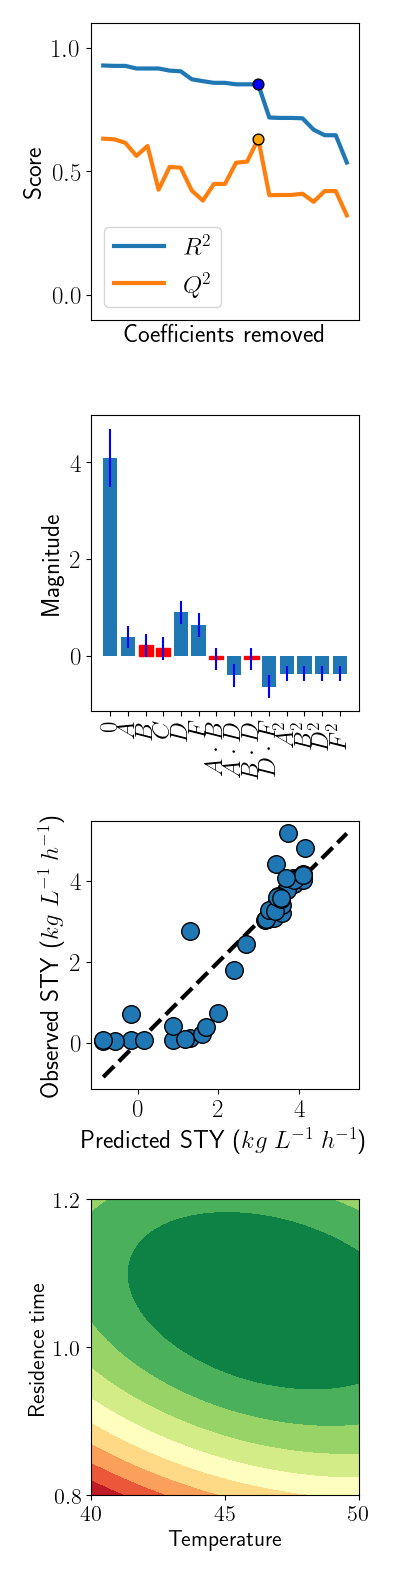 1.0
0.5
0.0
Score
R²
Q²
Coefficients removed
4
2
0
Magnitude
0
A
B
C
D
F
A · B
A · D
B · D
D · F
A²
B²
D²
F²
4
2
0
Observed STY (kg L⁻¹ h⁻¹)
0 2 4
Predicted STY (kg L⁻¹ h⁻¹)
1.2
1.0
0.8
Residence time
40 45 50
Temperature